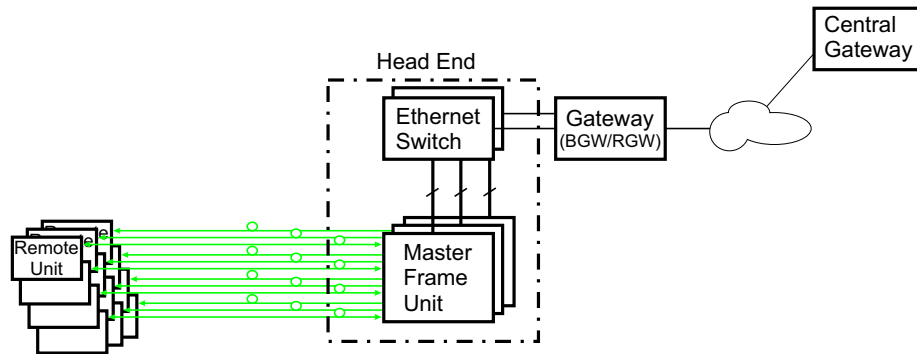 Central
Gateway
Head End
Ethernet
Switch
Gateway
(BGW/RGW)
Remote
Unit
Master
Frame
Unit